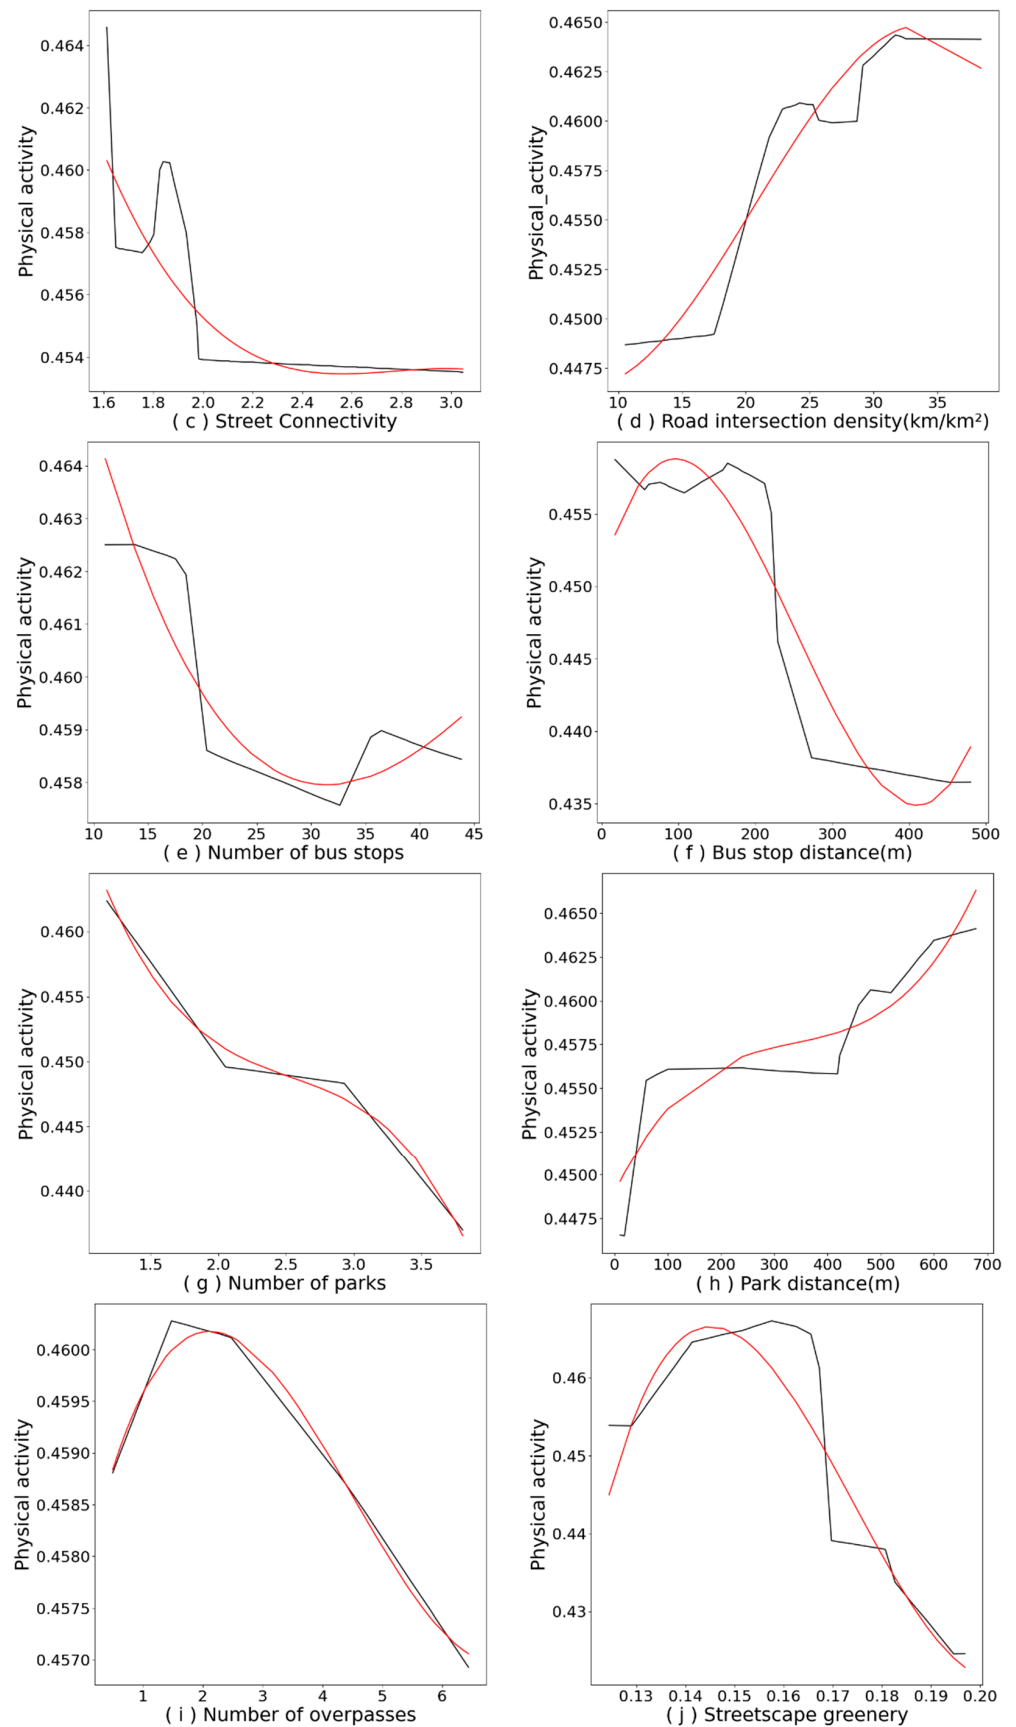 0.464
0.462
0.460
0.458
0.456
0.454
Physical activity
1.6 1.8 2.0 2.2 2.4 2.6 2.8 3.0
( c ) Street Connectivity
0.4650
0.4625
0.4600
0.4575
0.4550
0.4525
0.4500
0.4475
Physical_activity
10 15 20 25 30 35
( d ) Road intersection density(km/km²)
0.464
0.463
0.462
0.461
0.460
0.459
0.458
Physical activity
10 15 20 25 30 35 40 45
( e ) Number of bus stops
0.455
0.450
0.445
0.440
0.435
Physical activity
0 100 200 300 400 500
( f ) Bus stop distance(m)
0.460
0.455
0.450
0.445
0.440
Physical activity
1.5 2.0 2.5 3.0 3.5
( g ) Number of parks
0.4650
0.4625
0.4600
0.4575
0.4550
0.4525
0.4500
0.4475
Physical activity
0 100 200 300 400 500 600 700
( h ) Park distance(m)
0.4600
0.4595
0.4590
0.4585
0.4580
0.4575
0.4570
Physical activity
1 2 3 4 5 6
( i ) Number of overpasses
0.46
0.45
0.44
0.43
Physical activity
0.13 0.14 0.15 0.16 0.17 0.18 0.19 0.20
( j ) Streetscape greenery